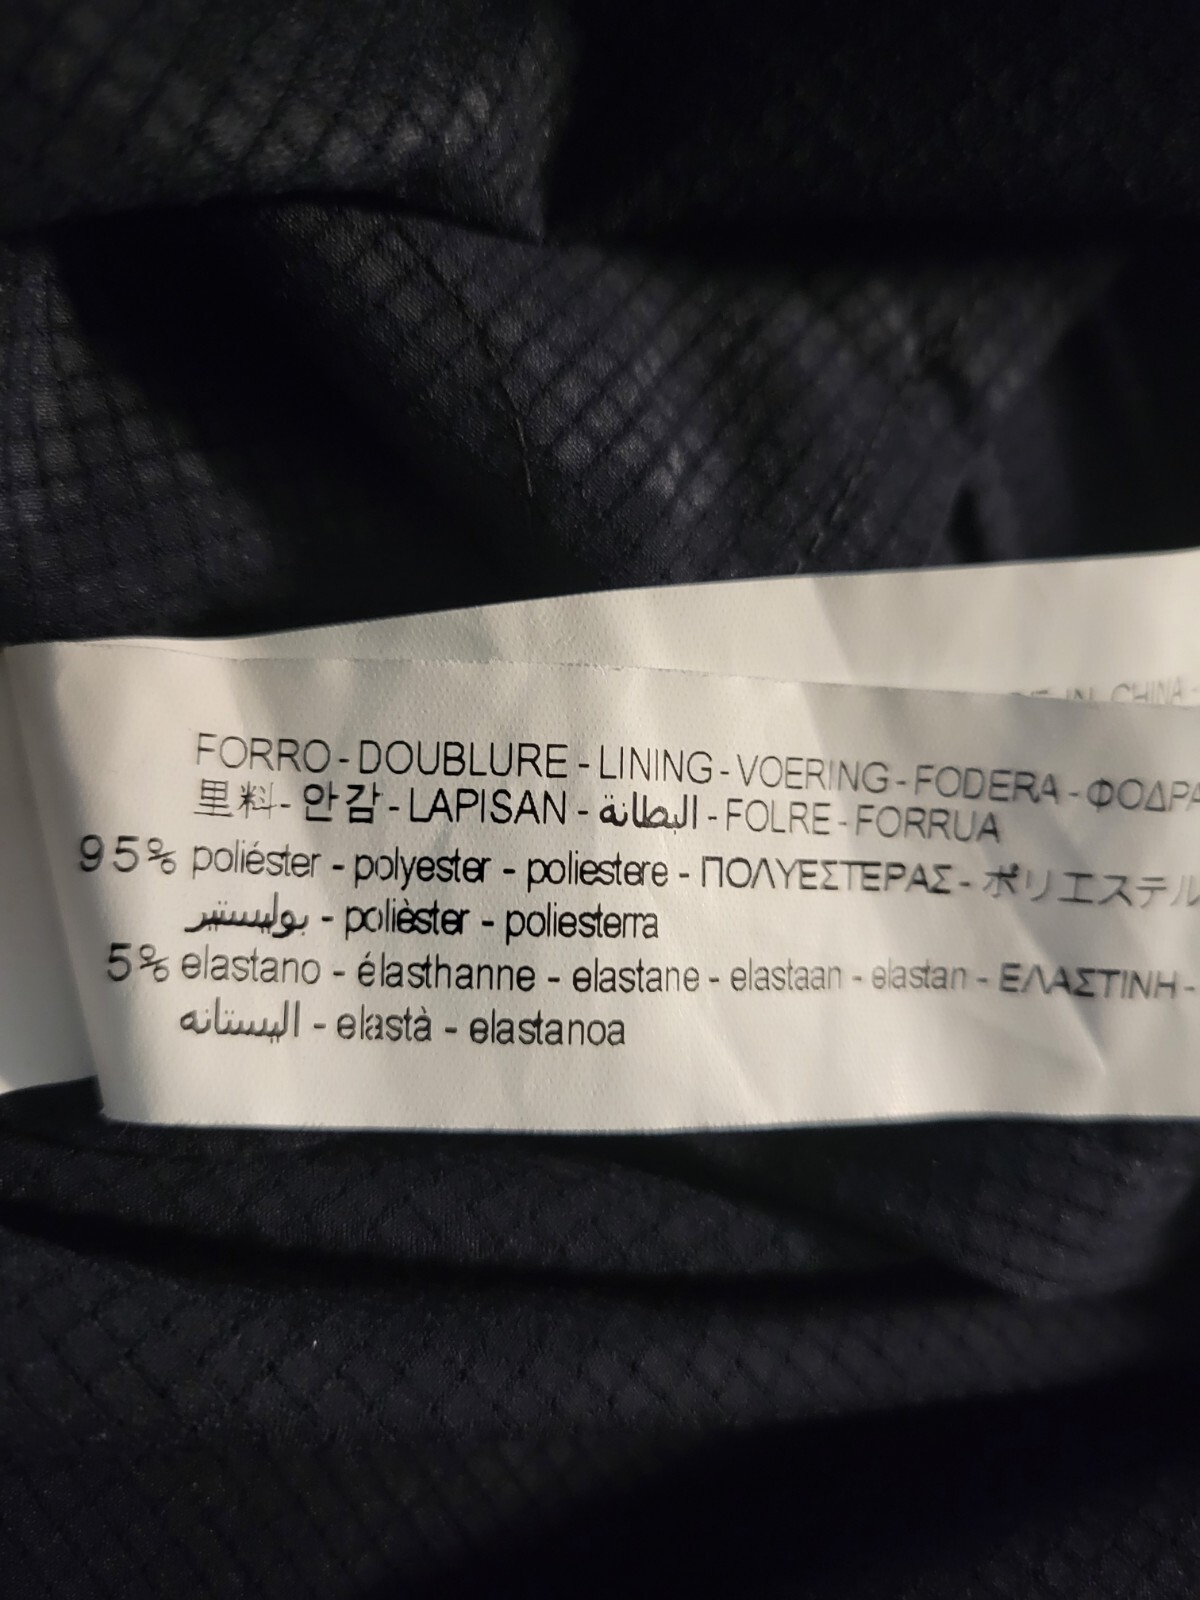 IN CHINA -
FORRO - DOUBLURE - LINING - VOERING - FODERA - ΦΟΔΡΑ
里料 - 안감 - LAPISAN - البطانة - FOLRE - FORRUA
95% poliéster - polyester - poliestere - ΠΟΛΥΕΣΤΕΡΑΣ - ポリエステル
بوليستير - polièster - poliesterra
5% elastano - élasthanne - elastane - elastaan - elastan - ΕΛΑΣΤΙΝΗ -
اليستانه - elastà - elastanoa